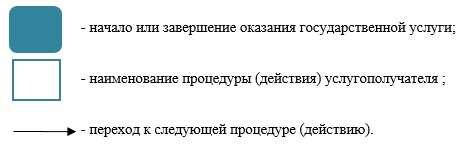 - начало или завершение оказания государственной услуги;
- наименование процедуры (действия) услугополучателя ;
- переход к следующей процедуре (действию).